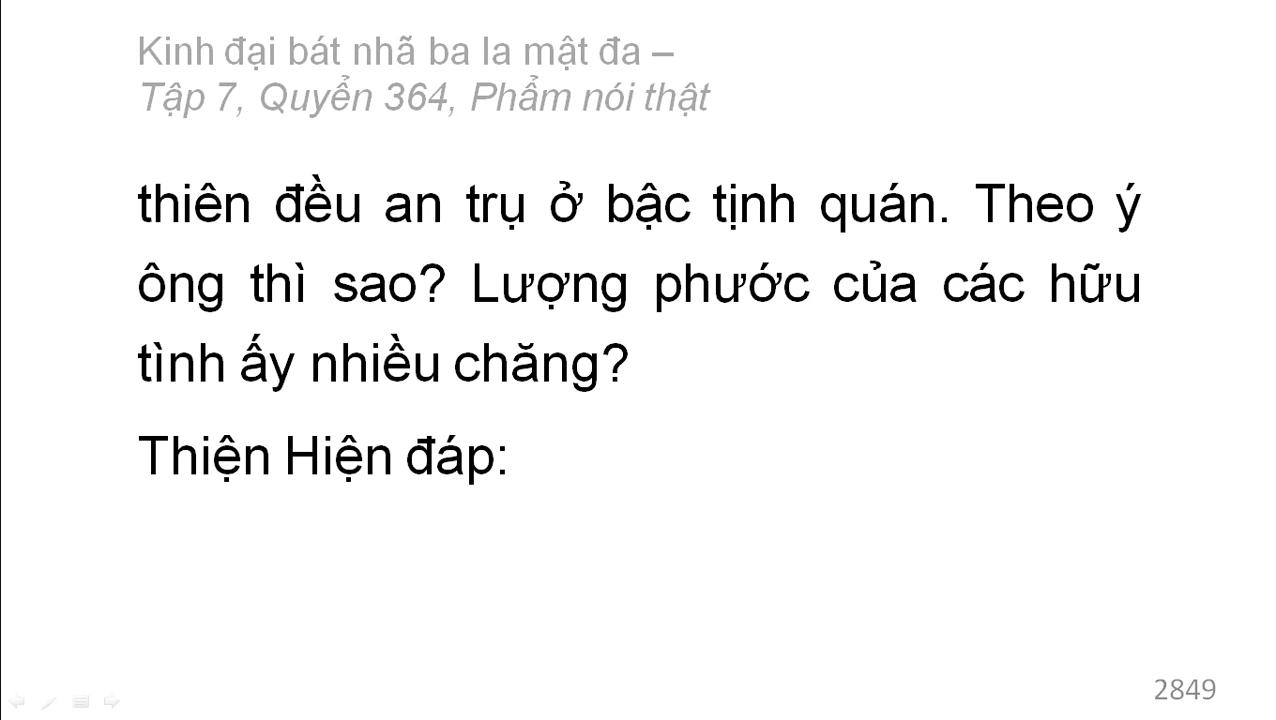 Kinh đại bát nhã ba la mật đa –
Tập 7, Quyển 364, Phẩm nói thật
thiên đều an trụ ở bậc tịnh quán. Theo ý
ông thì sao? Lượng phước của các hữu
tình ấy nhiều chăng?
Thiện Hiện đáp:
2849